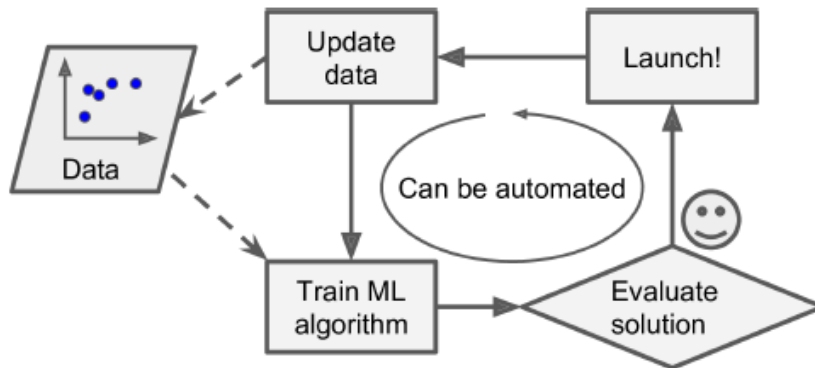 Update
data
Launch!
Data
Can be automated
Train ML
algorithm
Evaluate
solution